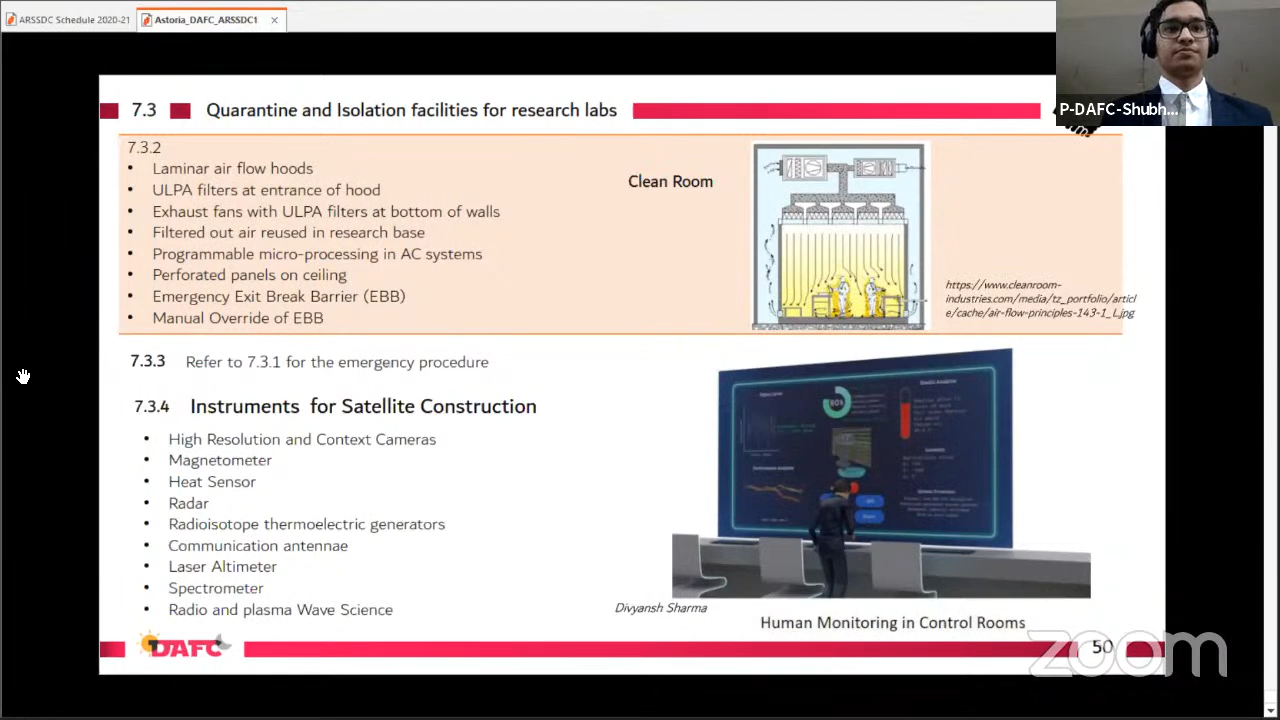 ARSSDC Schedule 2020-21
Astoria_DAFC_ARSSDC1
P-DAFC-Shubh...
7.3
Quarantine and Isolation facilities for research labs
7.3.2
• Laminar air flow hoods
• ULPA filters at entrance of hood
• Exhaust fans with ULPA filters at bottom of walls
• Filtered out air reused in research base
• Programmable micro-processing in AC systems
• Perforated panels on ceiling
• Emergency Exit Break Barrier (EBB)
• Manual Override of EBB
Clean Room
https://www.cleanroom-
industries.com/media/tz_portfolio/articl
e/cache/air-flow-principles-143-1_L.jpg
7.3.3 Refer to 7.3.1 for the emergency procedure
7.3.4 Instruments for Satellite Construction
• High Resolution and Context Cameras
• Magnetometer
• Heat Sensor
• Radar
• Radioisotope thermoelectric generators
• Communication antennae
• Laser Altimeter
• Spectrometer
• Radio and plasma Wave Science
Divyansh Sharma
Human Monitoring in Control Rooms
DAFC
50
zoom